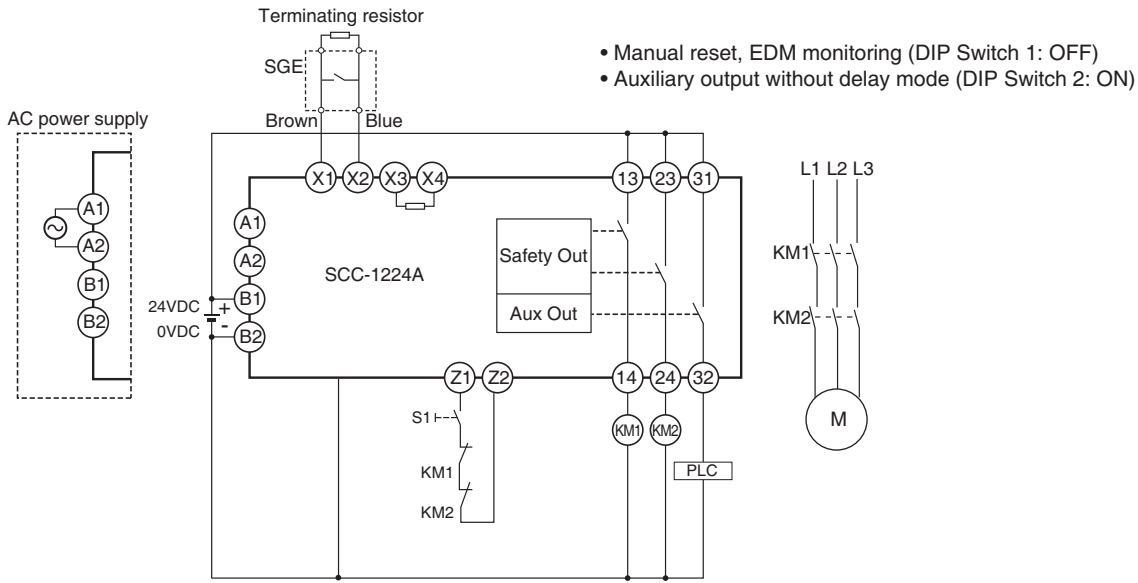 Terminating resistor
SGE
Brown
Blue
• Manual reset, EDM monitoring (DIP Switch 1: OFF)
• Auxiliary output without delay mode (DIP Switch 2: ON)
AC power supply
A1
A2
B1
B2
X1
X2
X3
X4
13
23
31
A1
A2
B1
B2
24VDC
+
0VDC
-
SCC-1224A
Safety Out
Aux Out
Z1
Z2
14
24
32
S1
KM1
KM2
KM1
KM2
PLC
L1
L2
L3
KM1
KM2
M